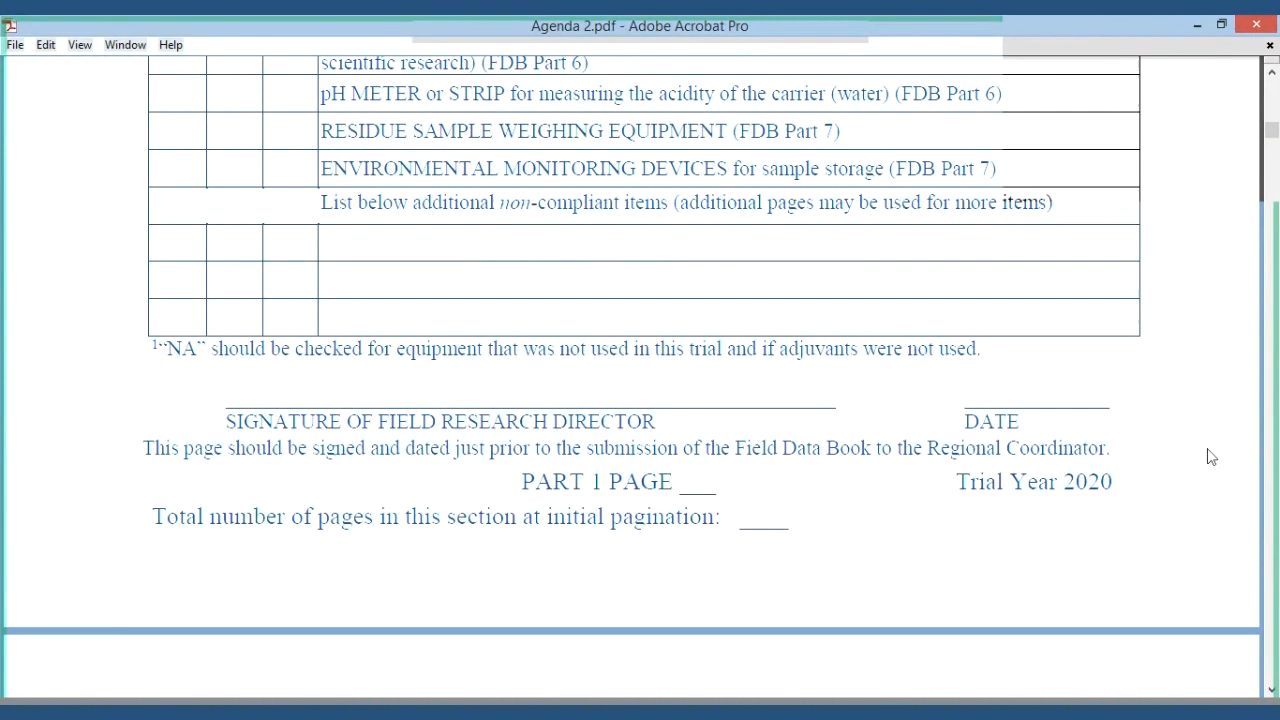 Agenda 2.pdf - Adobe Acrobat Pro
File Edit View Window Help
scientific research) (FDB Part 6)
pH METER or STRIP for measuring the acidity of the carrier (water) (FDB Part 6)
RESIDUE SAMPLE WEIGHING EQUIPMENT (FDB Part 7)
ENVIRONMENTAL MONITORING DEVICES for sample storage (FDB Part 7)
List below additional non-compliant items (additional pages may be used for more items)
¹“NA” should be checked for equipment that was not used in this trial and if adjuvants were not used.
SIGNATURE OF FIELD RESEARCH DIRECTOR DATE
This page should be signed and dated just prior to the submission of the Field Data Book to the Regional Coordinator.
PART 1 PAGE ___ Trial Year 2020
Total number of pages in this section at initial pagination: ____